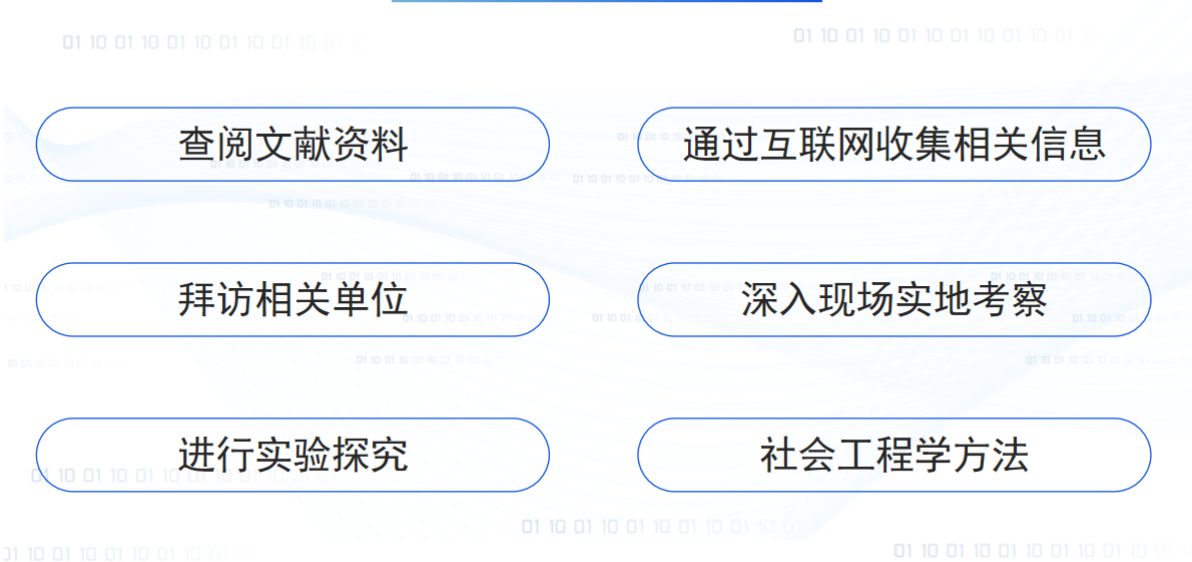 查阅文献资料
通过互联网收集相关信息
拜访相关单位
深入现场实地考察
进行实验探究
社会工程学方法